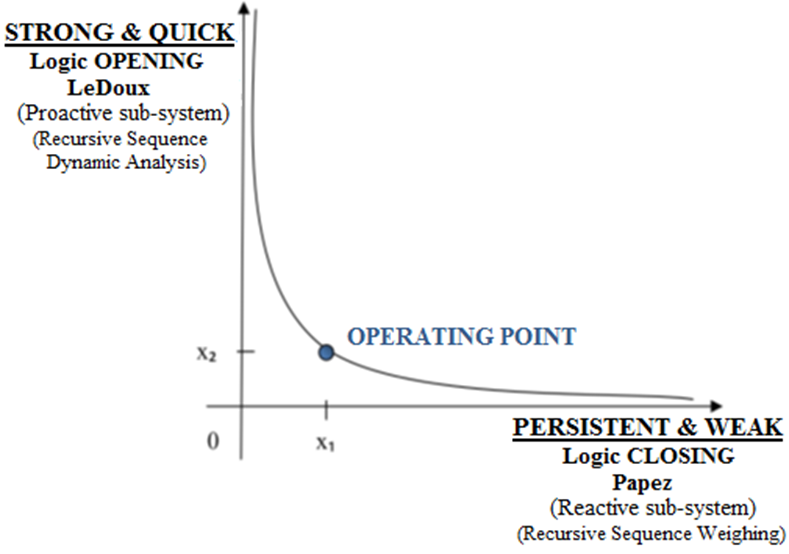 STRONG & QUICK
Logic OPENING
LeDoux
(Proactive sub-system)
(Recursive Sequence
Dynamic Analysis)
OPERATING POINT
x₂
0
x₁
PERSISTENT & WEAK
Logic CLOSING
Papez
(Reactive sub-system)
(Recursive Sequence Weighing)